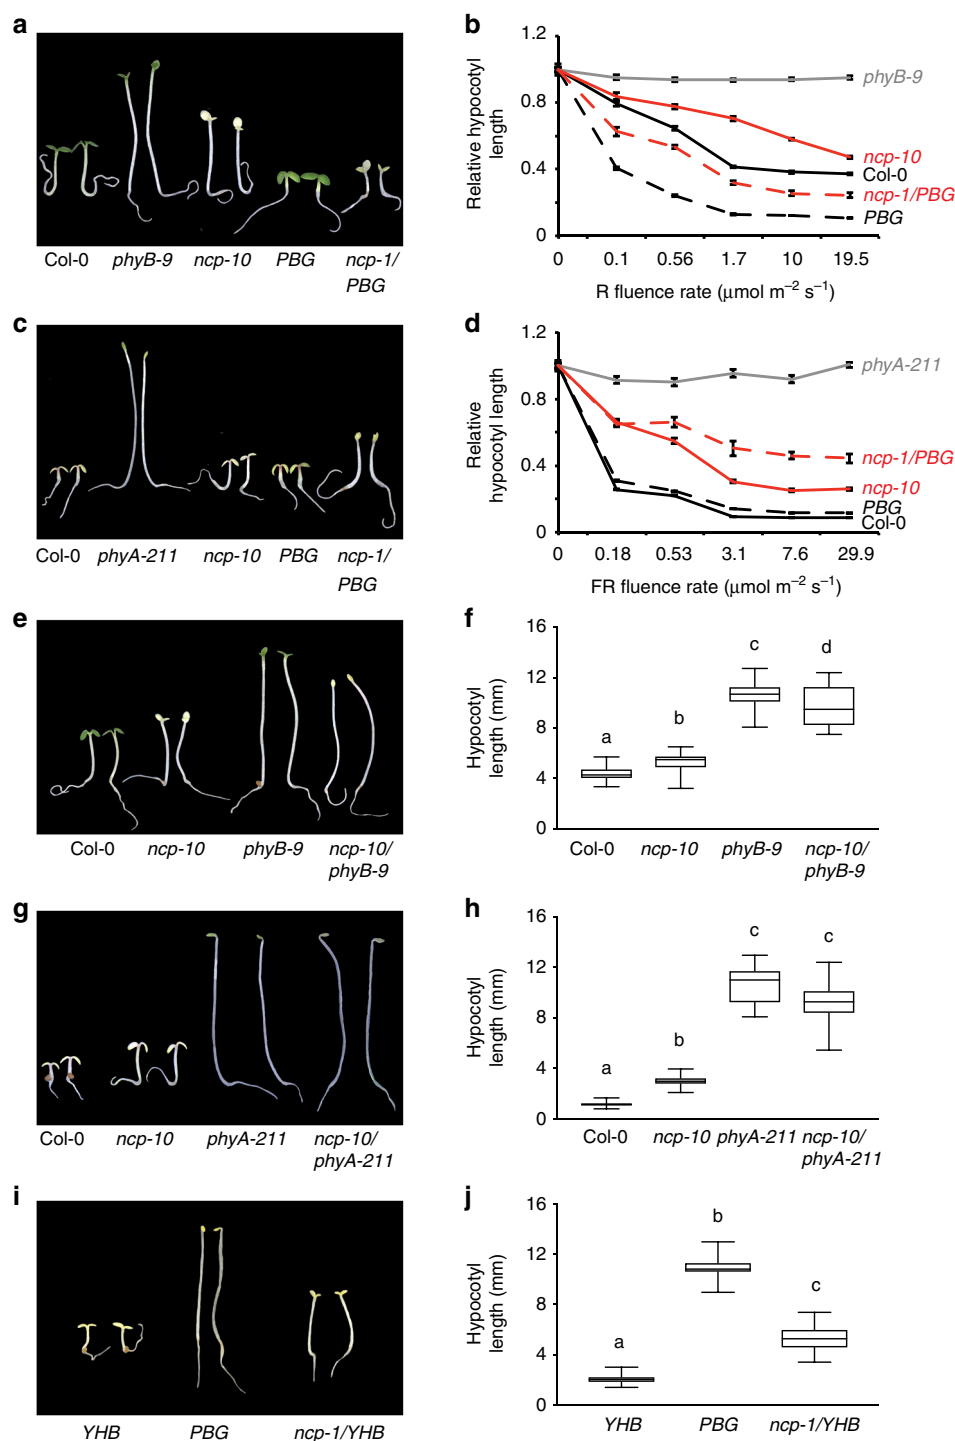 a
Col-0 phyB-9 ncp-10 PBG ncp-1/
PBG
b
Relative hypocotyl
length
1.2
0.8
0.4
0
0 0.1 0.56 1.7 10 19.5
R fluence rate (μmol m⁻² s⁻¹)
phyB-9
ncp-10
Col-0
ncp-1/PBG
PBG
c
Col-0 phyA-211 ncp-10 PBG ncp-1/
PBG
d
Relative
hypocotyl length
1.2
0.8
0.4
0
0 0.18 0.53 3.1 7.6 29.9
FR fluence rate (μmol m⁻² s⁻¹)
phyA-211
ncp-1/PBG
ncp-10
PBG
Col-0
e
Col-0 ncp-10 phyB-9 ncp-10/
phyB-9
f
Hypocotyl
length (mm)
16
12
8
4
0
a b c d
Col-0 ncp-10 phyB-9 ncp-10/
phyB-9
g
Col-0 ncp-10 phyA-211 ncp-10/
phyA-211
h
Hypocotyl
length (mm)
16
12
8
4
0
a b c c
Col-0 ncp-10 phyA-211 ncp-10/
phyA-211
i
YHB PBG ncp-1/YHB
j
Hypocotyl
length (mm)
16
12
8
4
0
a b c
YHB PBG ncp-1/YHB